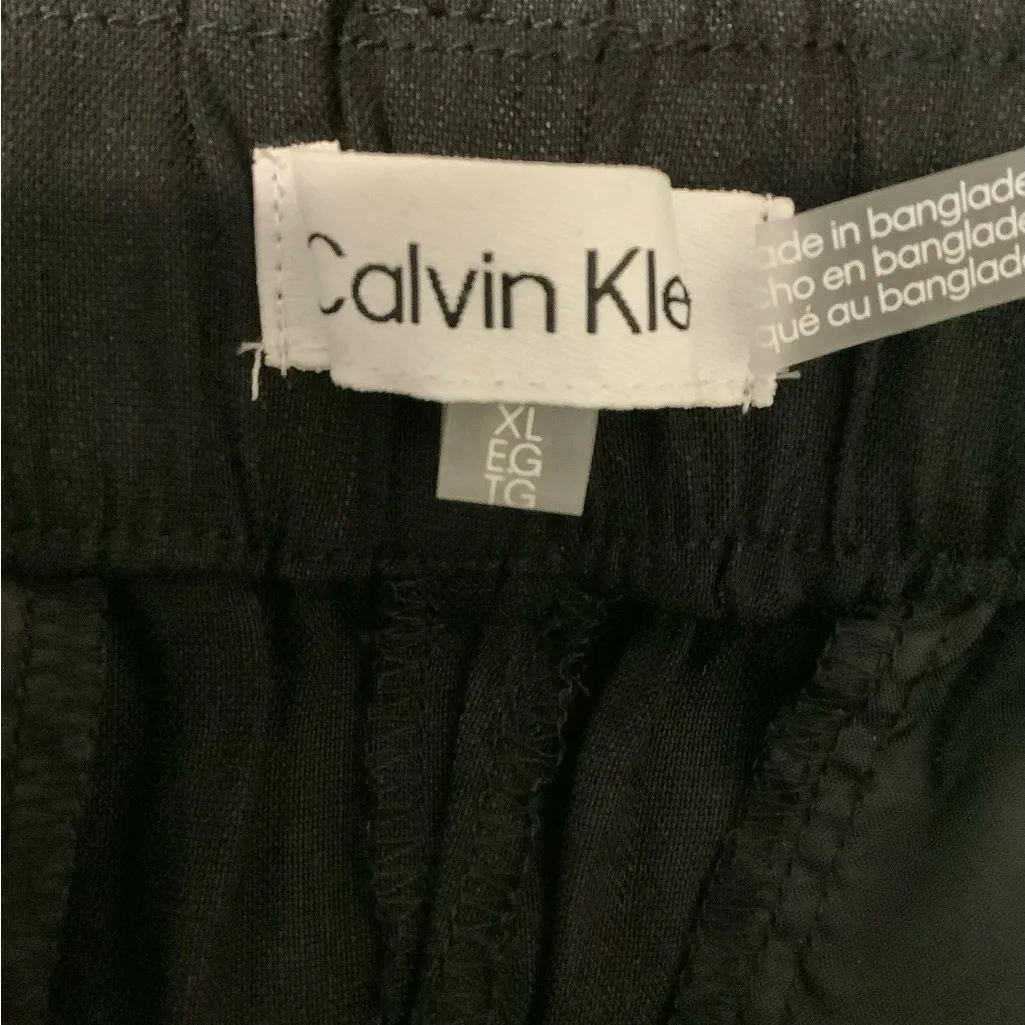 Calvin Kle
ade in banglade
cho en banglade
qué au banglade
XL
EG
TG